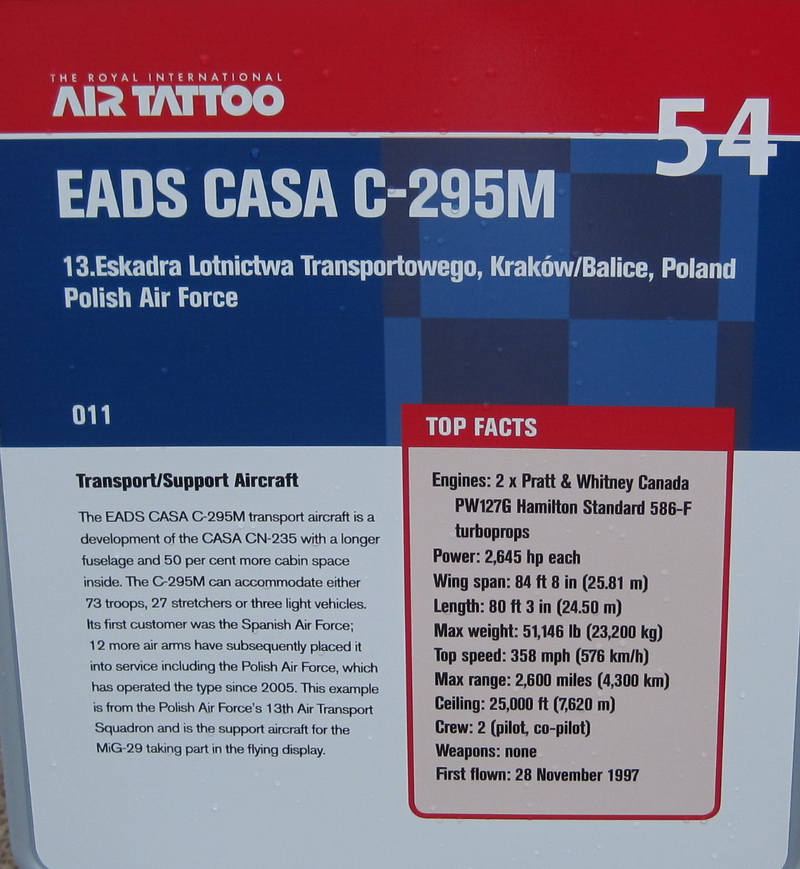 THE ROYAL INTERNATIONAL
AIR TATTOO
54
EADS CASA C-295M
13.Eskadra Lotnictwa Transportowego, Kraków/Balice, Poland
Polish Air Force
011
Transport/Support Aircraft
The EADS CASA C-295M transport aircraft is a
development of the CASA CN-235 with a longer
fuselage and 50 per cent more cabin space
inside. The C-295M can accommodate either
73 troops, 27 stretchers or three light vehicles.
Its first customer was the Spanish Air Force;
12 more air arms have subsequently placed it
into service including the Polish Air Force, which
has operated the type since 2005. This example
is from the Polish Air Force's 13th Air Transport
Squadron and is the support aircraft for the
MiG-29 taking part in the flying display.
TOP FACTS
Engines: 2 x Pratt & Whitney Canada
PW127G Hamilton Standard 586-F
turboprops
Power: 2,645 hp each
Wing span: 84 ft 8 in (25.81 m)
Length: 80 ft 3 in (24.50 m)
Max weight: 51,146 lb (23,200 kg)
Top speed: 358 mph (576 km/h)
Max range: 2,600 miles (4,300 km)
Ceiling: 25,000 ft (7,620 m)
Crew: 2 (pilot, co-pilot)
Weapons: none
First flown: 28 November 1997